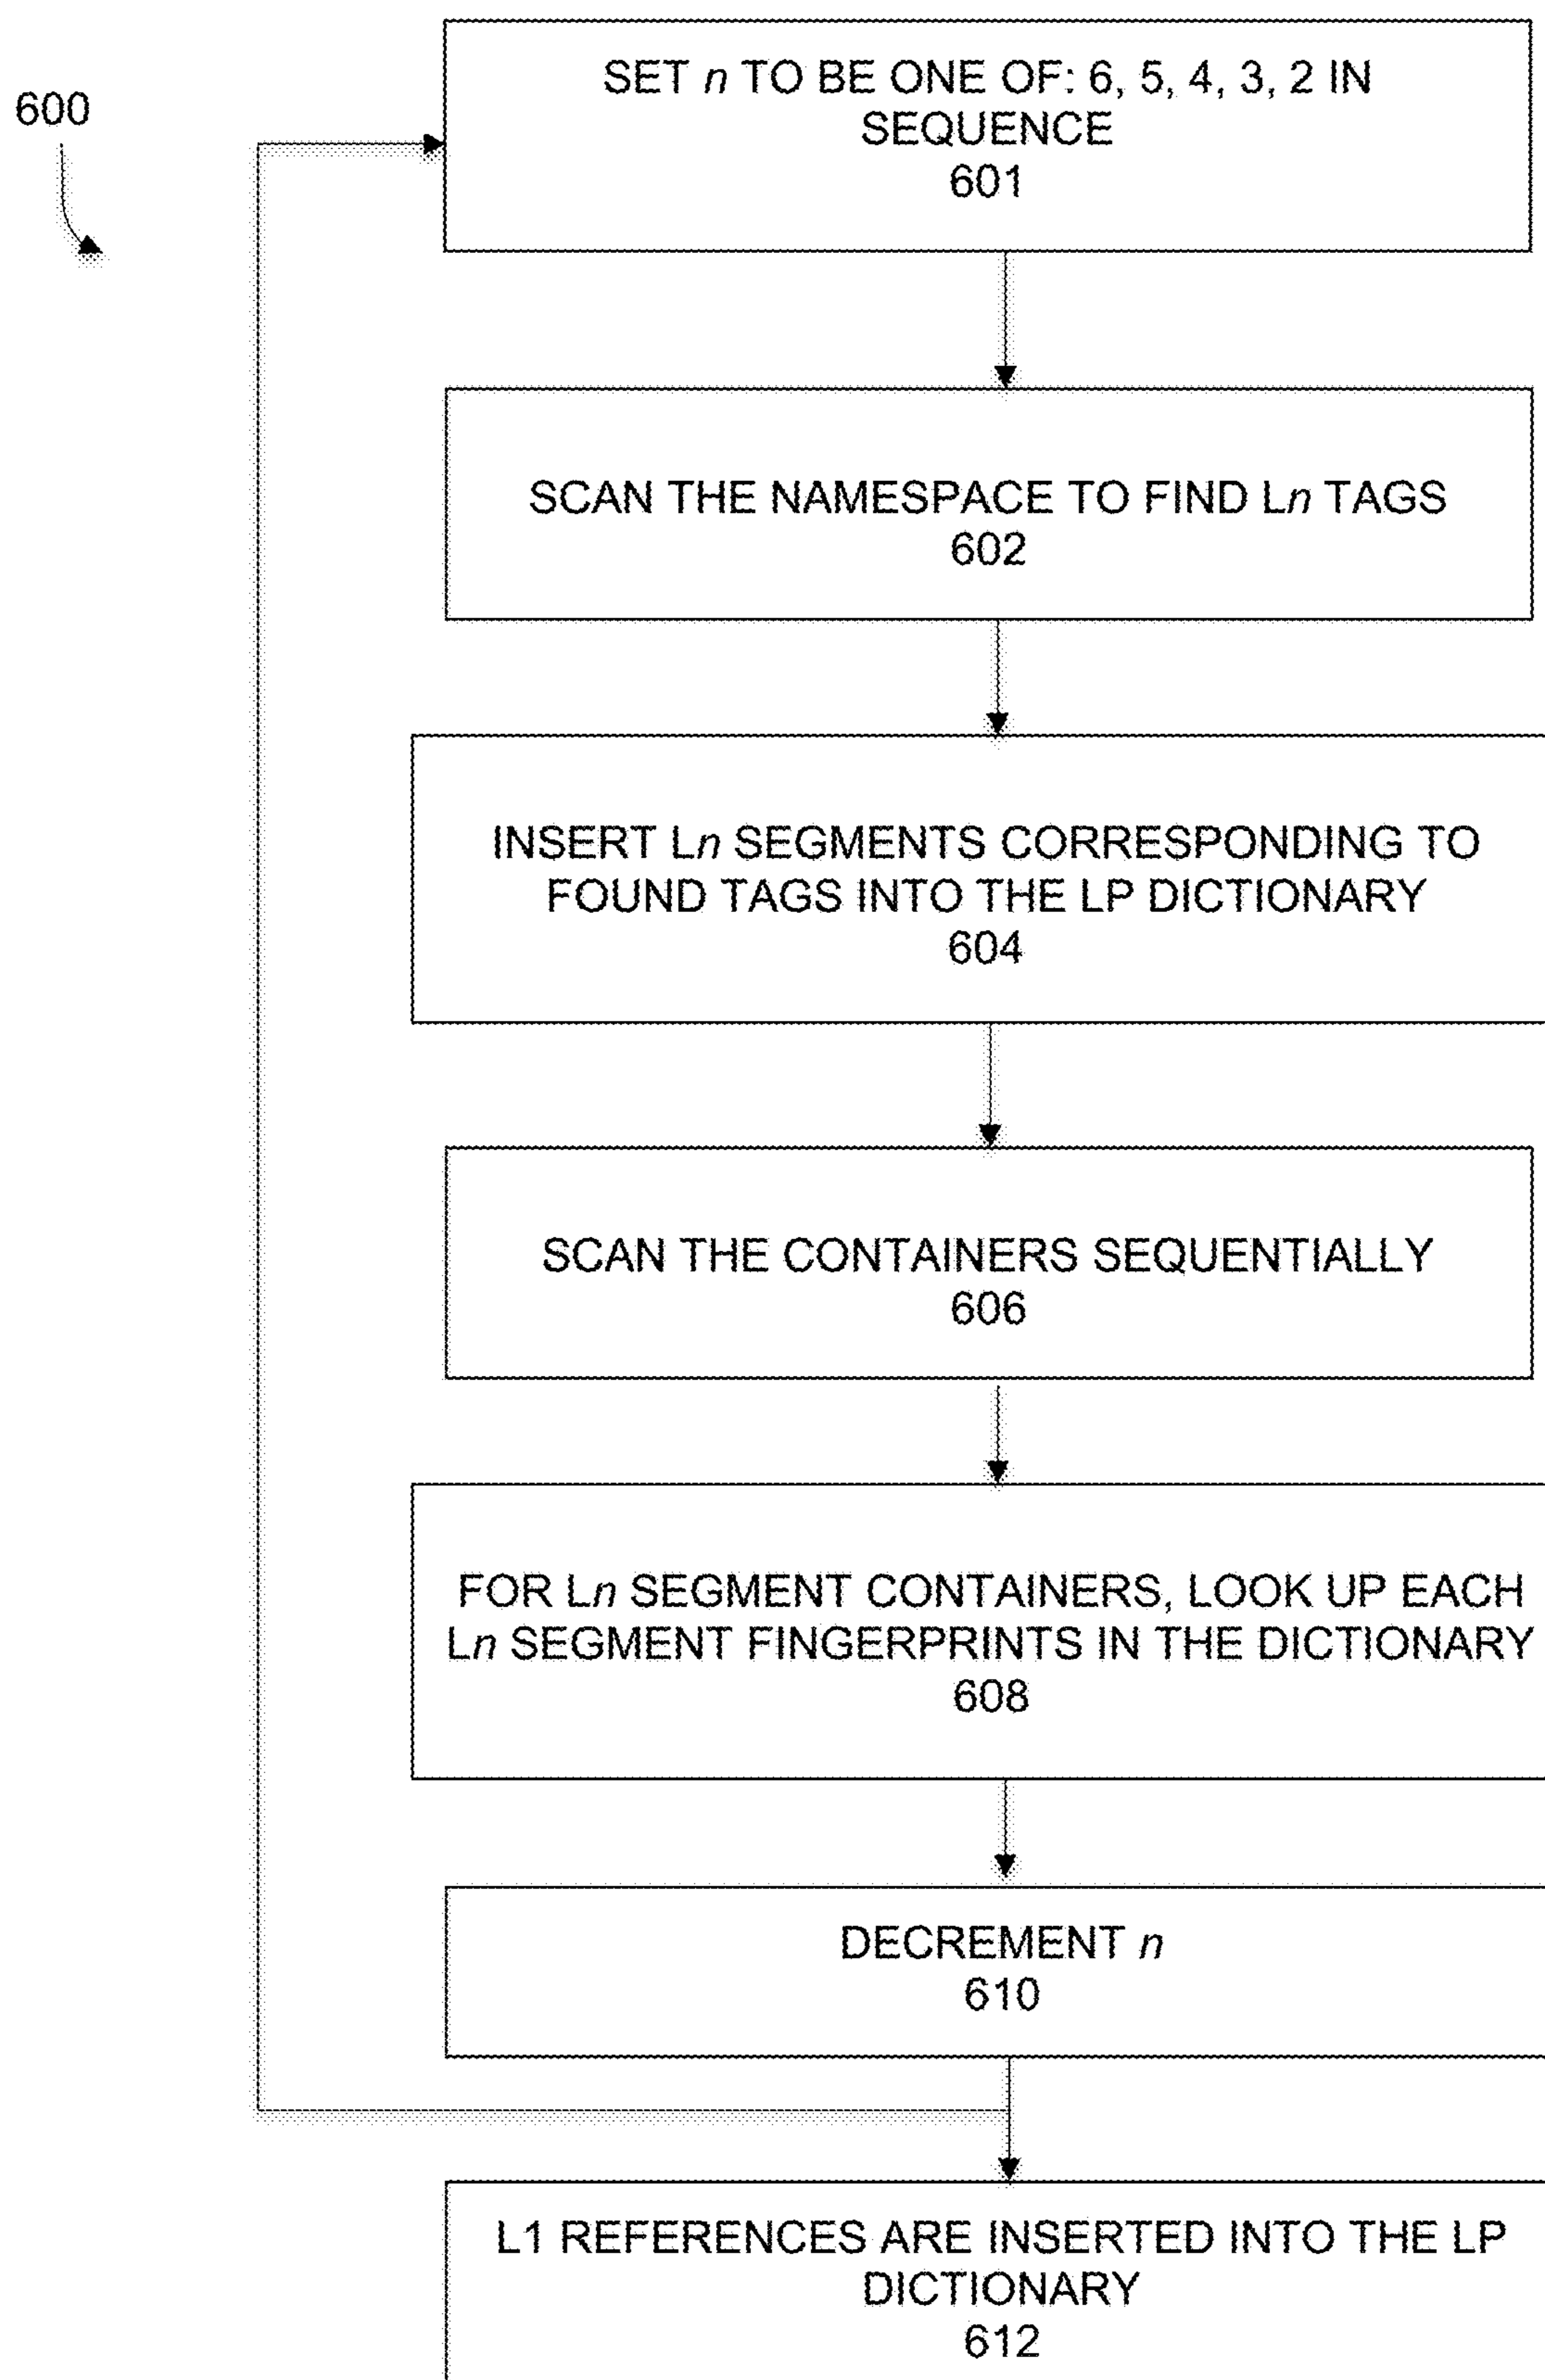 600
SET n TO BE ONE OF: 6, 5, 4, 3, 2 IN
SEQUENCE
601
SCAN THE NAMESPACE TO FIND Ln TAGS
602
INSERT Ln SEGMENTS CORRESPONDING TO
FOUND TAGS INTO THE LP DICTIONARY
604
SCAN THE CONTAINERS SEQUENTIALLY
606
FOR Ln SEGMENT CONTAINERS, LOOK UP EACH
Ln SEGMENT FINGERPRINTS IN THE DICTIONARY
608
DECREMENT n
610
L1 REFERENCES ARE INSERTED INTO THE LP
DICTIONARY
612